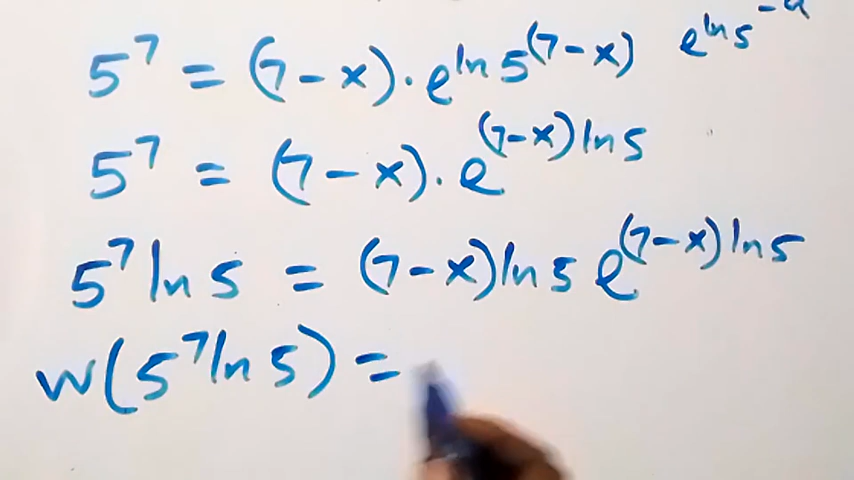 5^7 = (7 - x) · e^{ln 5^{(7 - x)}} e^{ln 5^{-a}}
5^7 = (7 - x) · e^{(7 - x) ln 5}
5^7 ln 5 = (7 - x) ln 5 e^{(7 - x) ln 5}
W(5^7 ln 5) =